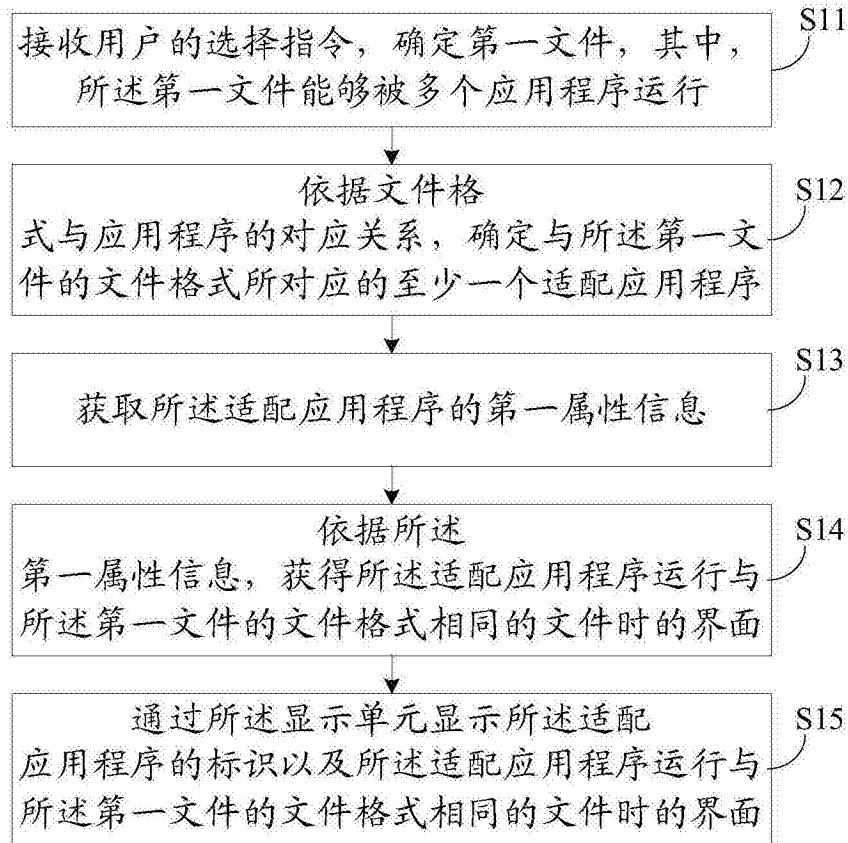 接收用户的选择指令，确定第一文件，其中，
所述第一文件能够被多个应用程序运行
S11
依据文件格
式与应用程序的对应关系，确定与所述第一文
件的文件格式所对应的至少一个适配应用程序
S12
获取所述适配应用程序的第一属性信息
S13
依据所述
第一属性信息，获得所述适配应用程序运行与
所述第一文件的文件格式相同的文件时的界面
S14
通过所述显示单元显示所述适配
应用程序的标识以及所述适配应用程序运行与
所述第一文件的文件格式相同的文件时的界面
S15